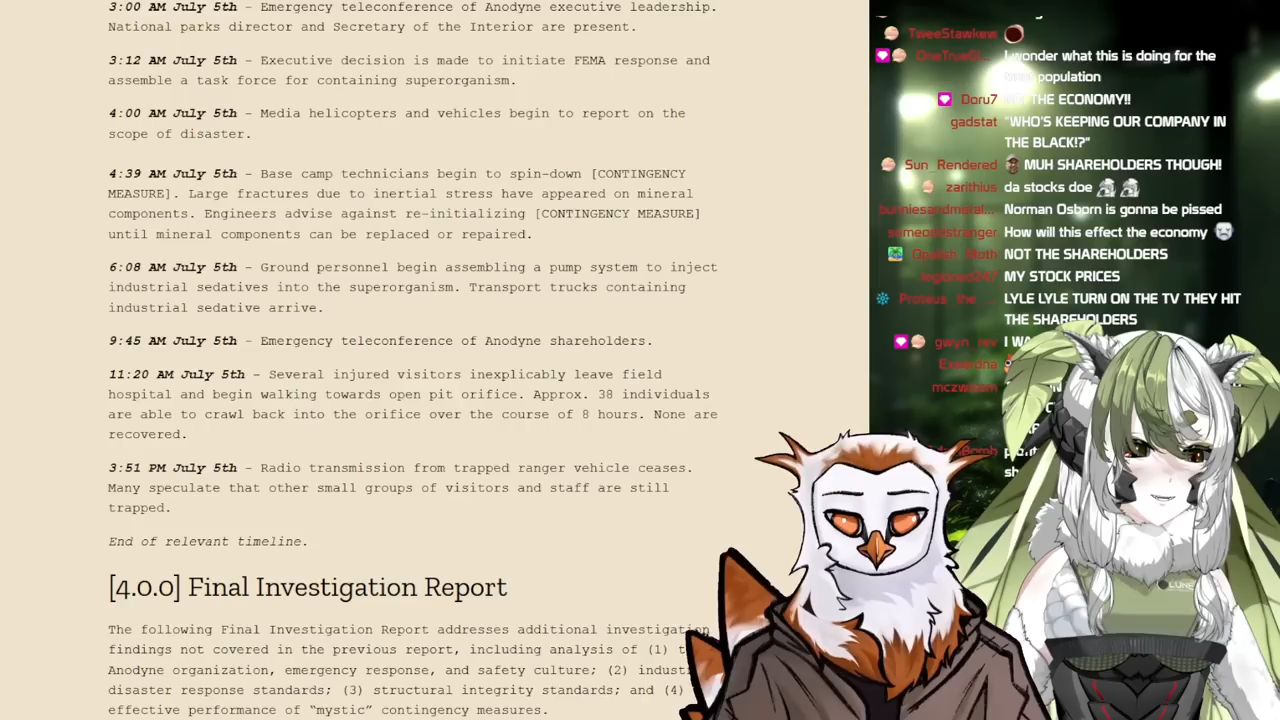 3:00 AM July 5th – Emergency teleconference of Anodyne executive leadership.
National parks director and Secretary of the Interior are present.
3:12 AM July 5th – Executive decision is made to initiate FEMA response and
assemble a task force for containing superorganism.
4:00 AM July 5th – Media helicopters and vehicles begin to report on the
scope of disaster.
4:39 AM July 5th – Base camp technicians begin to spin-down [CONTINGENCY
MEASURE]. Large fractures due to inertial stress have appeared on mineral
components. Engineers advise against re-initializing [CONTINGENCY MEASURE]
until mineral components can be replaced or repaired.
6:08 AM July 5th – Ground personnel begin assembling a pump system to inject
industrial sedatives into the superorganism. Transport trucks containing
industrial sedative arrive.
9:45 AM July 5th – Emergency teleconference of Anodyne shareholders.
11:20 AM July 5th – Several injured visitors inexplicably leave field
hospital and begin walking towards open pit orifice. Approx. 38 individuals
are able to crawl back into the orifice over the course of 8 hours. None are
recovered.
3:51 PM July 5th – Radio transmission from trapped ranger vehicle ceases.
Many speculate that other small groups of visitors and staff are still
trapped.
End of relevant timeline.
[4.0.0] Final Investigation Report
The following Final Investigation Report addresses additional investigation
findings not covered in the previous report, including analysis of (1)
Anodyne organization, emergency response, and safety culture; (2)
disaster response standards; (3) structural integrity standards; and (4)
effective performance of “mystic” contingency measures.
TweeStawkew
OneTrueGi... I wonder what this is doing for the
population
Doru7 THE ECONOMY!!
gadstat "WHO'S KEEPING OUR COMPANY IN
THE BLACK!?"
Sun_Rendered MUH SHAREHOLDERS THOUGH!
zarithius da stocks doe
bunniesandmetal... Norman Osborn is gonna be pissed
someoddstranger How will this effect the economy
Moth NOT THE SHAREHOLDERS
MY STOCK PRICES
Proteus_the_... LYLE LYLE TURN ON THE TV THEY HIT
THE SHAREHOLDERS
gwyn_rev I
LUNE